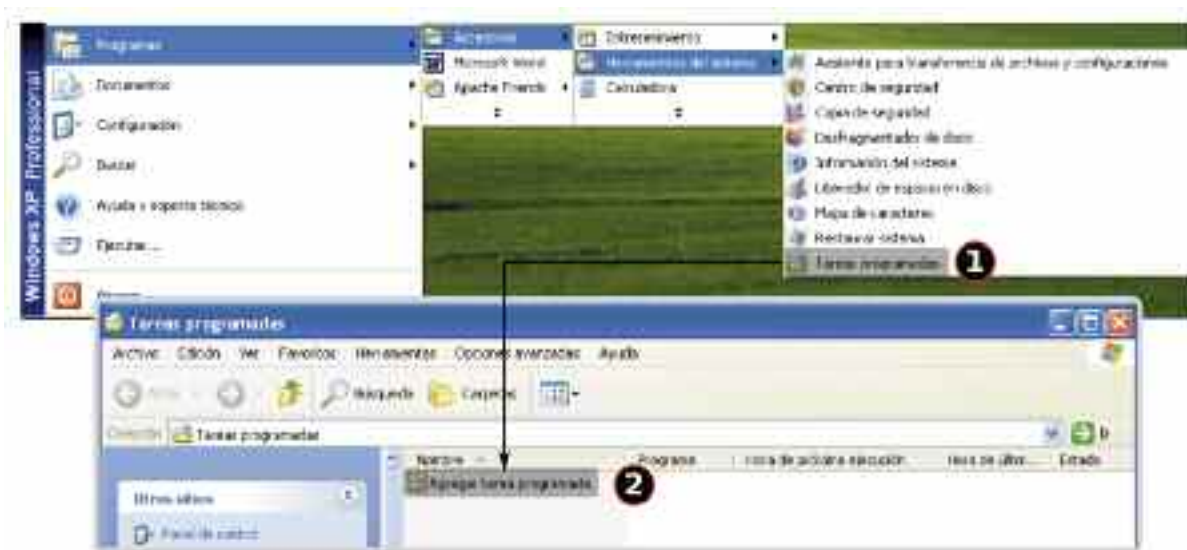 Windows XP Professional
Programas
Documentos
Configuración
Buscar
Ayuda y soporte técnico
Ejecutar...
Accesorios
Microsoft Word
Apache Friends
Entretenimiento
Herramientas del sistema
Calculadora
Asistente para transferencia de archivos y configuraciones
Centro de seguridad
Copia de seguridad
Desfragmentador de disco
Información del sistema
Liberador de espacio en disco
Mapa de caracteres
Restaurar sistema
Tareas programadas
1
Tareas programadas
Archivo Edición Ver Favoritos Herramientas Opciones avanzadas Ayuda
Búsqueda Carpetas
Dirección Tareas programadas
Nombre Programa Hora de próxima ejecución Hora de últim... Estado
Agregar tarea programada
2
Otros sitios
Panel de control